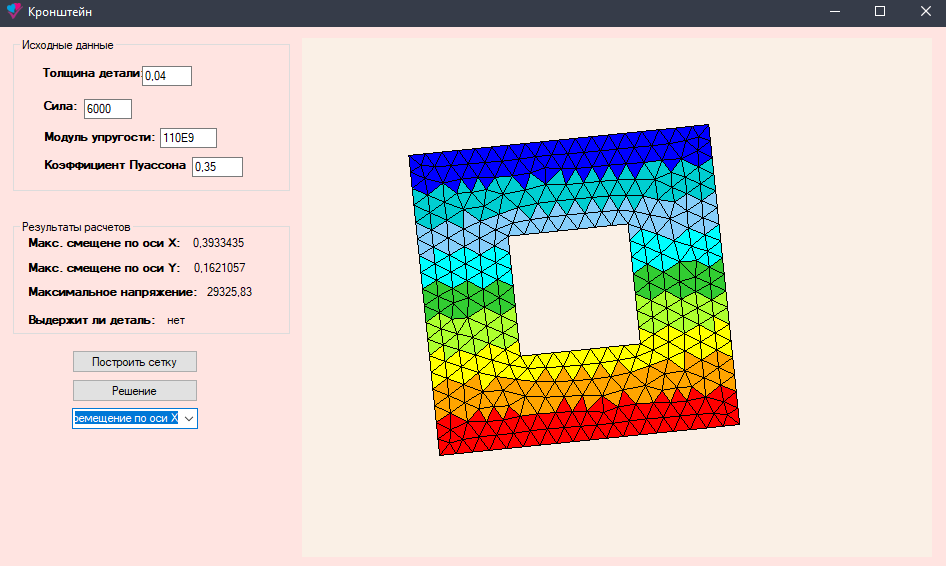 Кронштейн
Исходные данные
Толщина детали: 0,04
Сила: 6000
Модуль упругости: 110E9
Коэффициент Пуассона 0,35
Результаты расчетов
Макс. смещене по оси X: 0,3933435
Макс. смещене по оси Y: 0,1621057
Максимальное напряжение: 29325,83
Выдержит ли деталь: нет
Построить сетку
Решение
ремещение по оси X